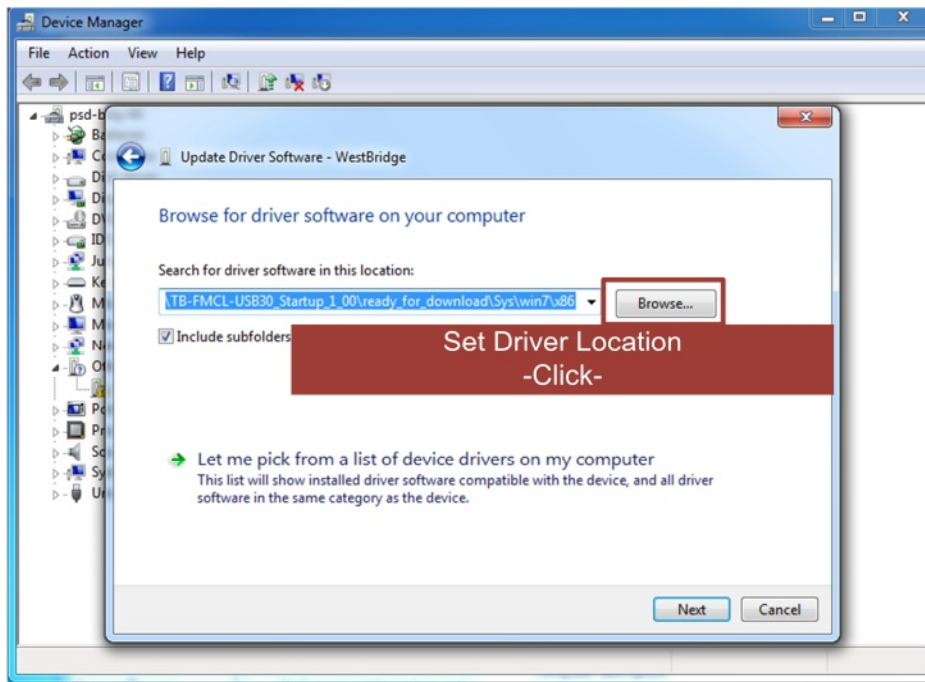 Device Manager
File Action View Help
psd-b
Update Driver Software - WestBridge
Browse for driver software on your computer
Search for driver software in this location:
\TB-FMCL-USB30_Startup_1_00\ready_for_download\Sys\win7\x86
Browse...
Include subfolders
Set Driver Location
-Click-
Let me pick from a list of device drivers on my computer
This list will show installed driver software compatible with the device, and all driver
software in the same category as the device.
Next Cancel